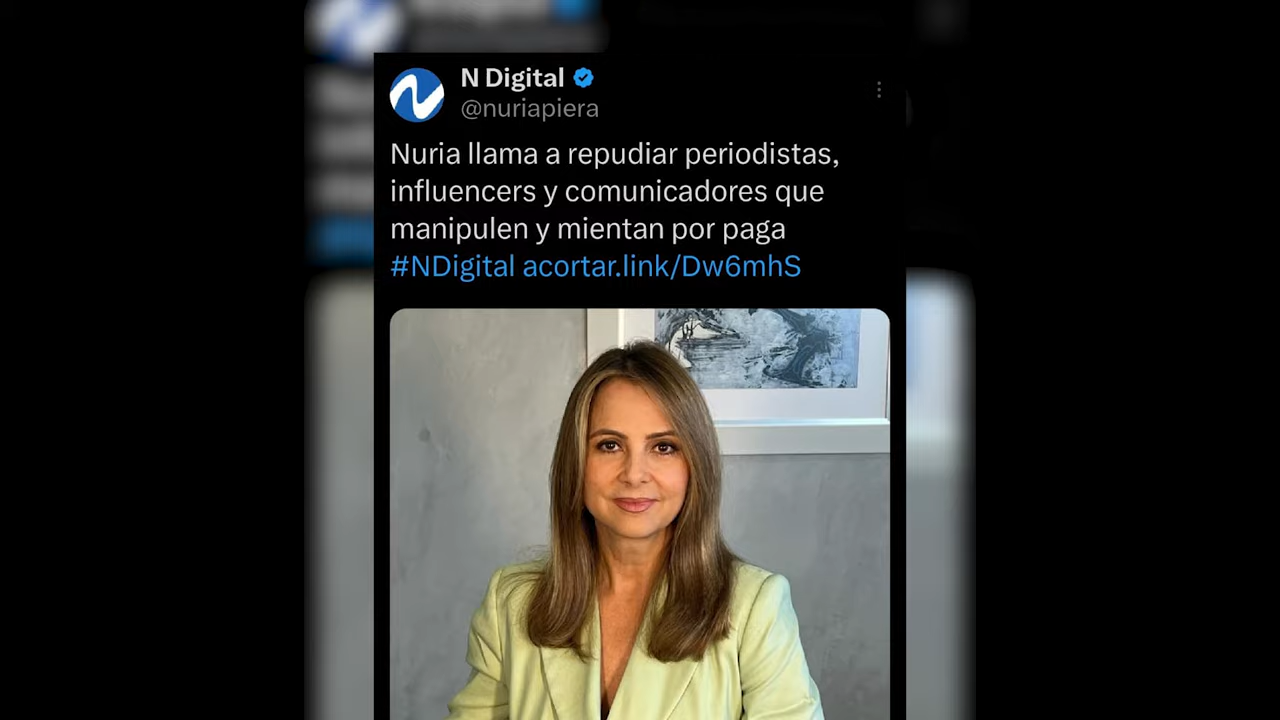 N Digital
@nuriapiera
Nuria llama a repudiar periodistas,
influencers y comunicadores que
manipulen y mientan por paga
#NDigital acortar.link/Dw6mhS